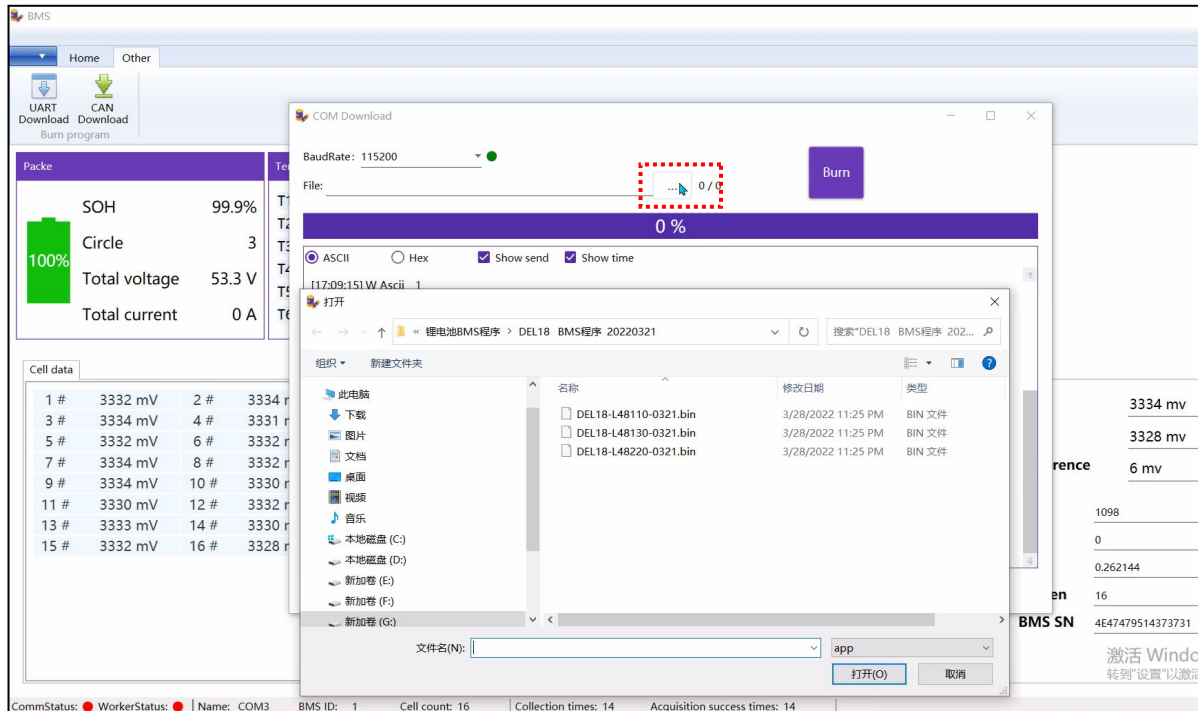 BMS
Home Other
UART Download
CAN Download
Burn program
Packe
SOH 99.9%
Circle 3
Total voltage 53.3 V
Total current 0 A
100%
COM Download
BaudRate: 115200
File:
... 0 / 0
Burn
0 %
ASCII Hex Show send Show time
[17:09:15] W Ascii 1
打开
« 锂电池BMS程序 > DEL18 BMS程序 20220321
搜索"DEL18 BMS程序 202...
组织 新建文件夹
此电脑
下载
图片
文档
桌面
视频
音乐
本地磁盘 (C:)
本地磁盘 (D:)
新加卷 (E:)
新加卷 (F:)
新加卷 (G:)
名称 修改日期 类型
DEL18-L48110-0321.bin 3/28/2022 11:25 PM BIN 文件
DEL18-L48130-0321.bin 3/28/2022 11:25 PM BIN 文件
DEL18-L48220-0321.bin 3/28/2022 11:25 PM BIN 文件
文件名(N): app
打开(O) 取消
Cell data
1 # 3332 mV 2 # 3334
3 # 3334 mV 4 # 3331
5 # 3332 mV 6 # 3332
7 # 3334 mV 8 # 3332
9 # 3334 mV 10 # 3330
11 # 3330 mV 12 # 3332
13 # 3333 mV 14 # 3330
15 # 3332 mV 16 # 3328
3334 mv
3328 mv
rence 6 mv
1098
0
0.262144
en 16
BMS SN 4E47479514373731
激活 Windo
转到"设置"以激活
CommStatus: WorkerStatus: Name: COM3 BMS ID: 1 Cell count: 16 Collection times: 14 Acquisition success times: 14